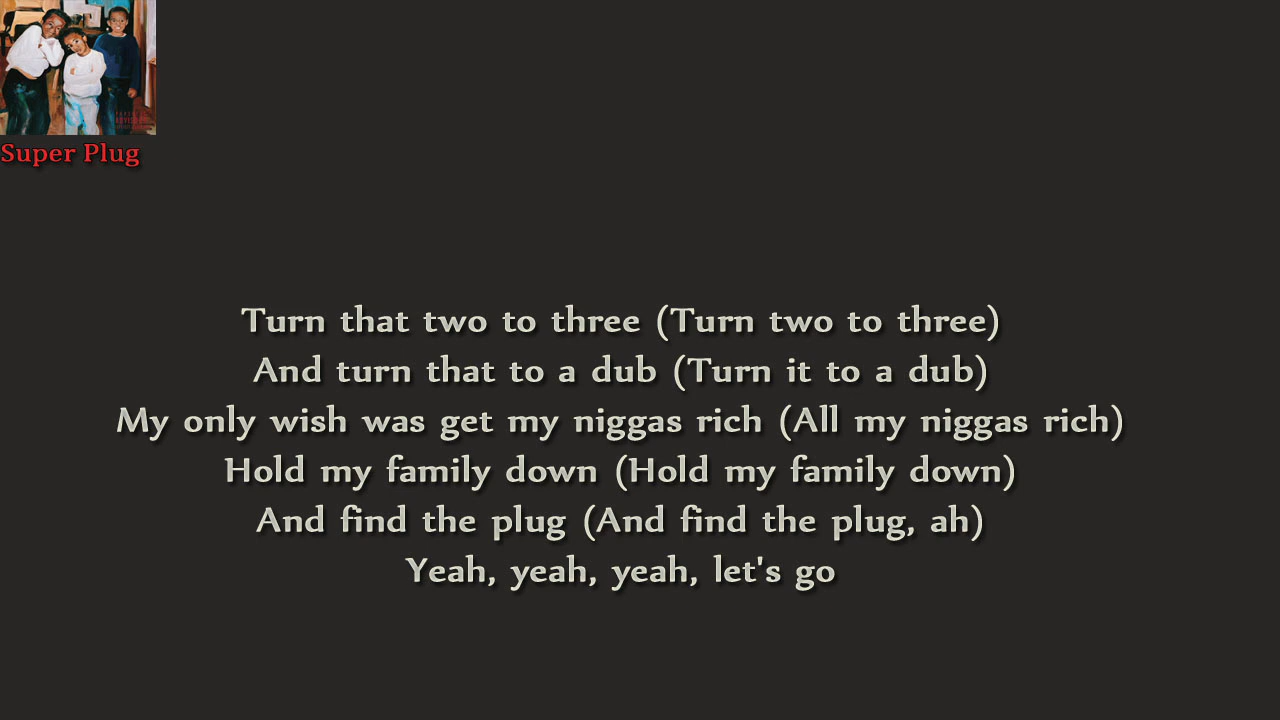 Super Plug
Turn that two to three (Turn two to three)
And turn that to a dub (Turn it to a dub)
My only wish was get my niggas rich (All my niggas rich)
Hold my family down (Hold my family down)
And find the plug (And find the plug, ah)
Yeah, yeah, yeah, let's go